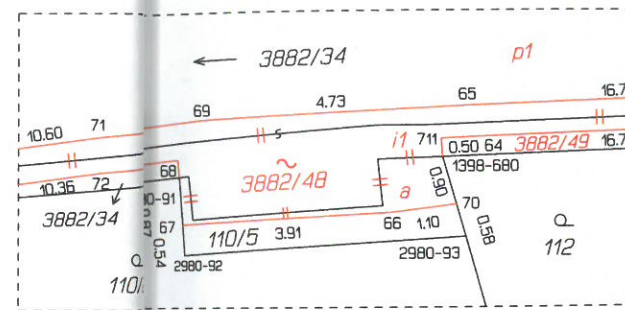 ← 3882/34
p1
10.60 71 69 4.73 65 16.7
s
i1 711 0.50 64 3882/49 16.7
1398-680
10.36 72 68 ~ 3882/48 a 0.90
0-91
3882/34 67 110/5 3.91 66 1.10 70
0.54 0.58
2980-92 2980-93
112
110/